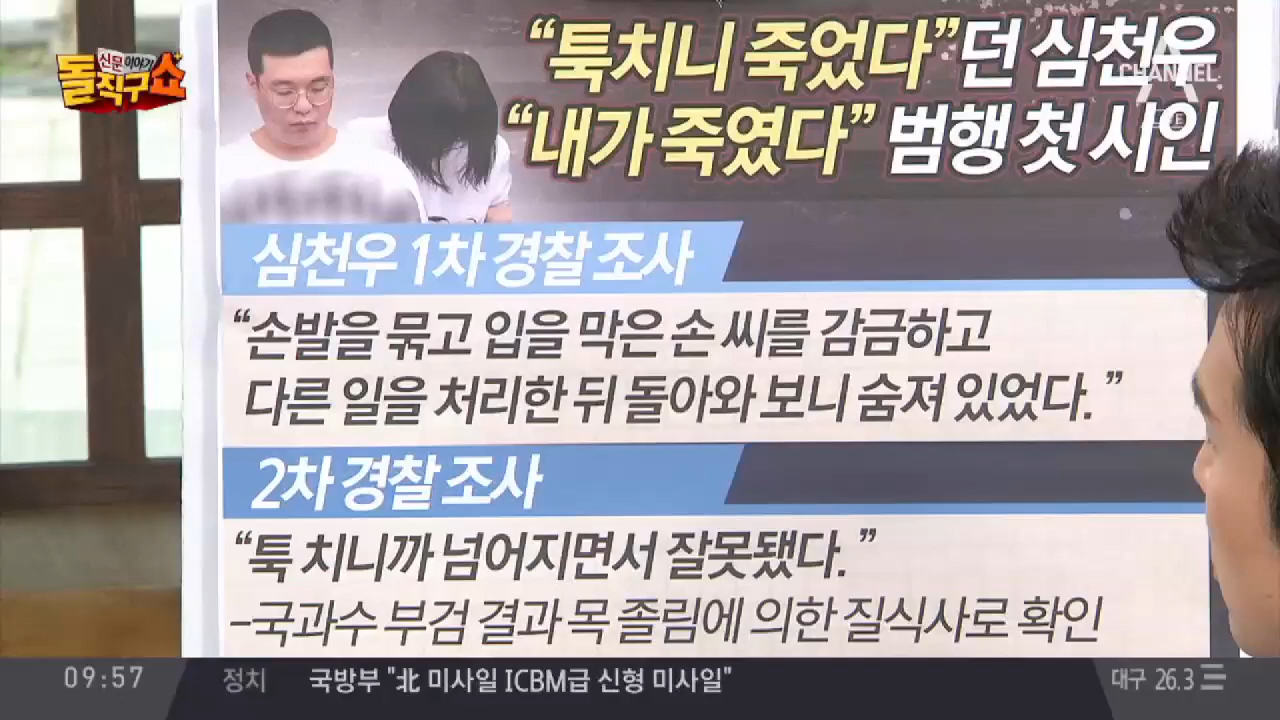 신문이야기
돌직구쇼
"툭치니 죽었다"던 심천우
CHANNEL
"내가 죽였다" 범행 첫 시인
심천우 1차 경찰 조사
"손발을 묶고 입을 막은 손 씨를 감금하고
다른 일을 처리한 뒤 돌아와 보니 숨져 있었다."
2차 경찰 조사
"툭 치니까 넘어지면서 잘못됐다."
-국과수 부검 결과 목 졸림에 의한 질식사로 확인
09:57 정치 국방부 "北 미사일 ICBM급 신형 미사일" 대구 26.3